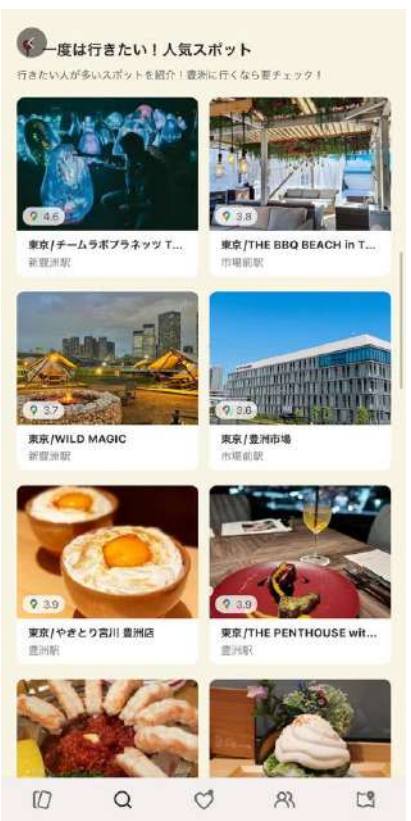 一度は行きたい！人気スポット
行きたい人が多いスポットを紹介！豊洲に行くなら要チェック！
4.6
3.8
東京/チームラボプラネッツ T...
東京/THE BBQ BEACH in T...
新豊洲駅
市場前駅
3.7
3.6
東京/WILD MAGIC
東京/豊洲市場
新豊洲駅
市場前駅
3.9
3.9
東京/やきとり宮川 豊洲店
東京/THE PENTHOUSE wit...
豊洲駅
豊洲駅